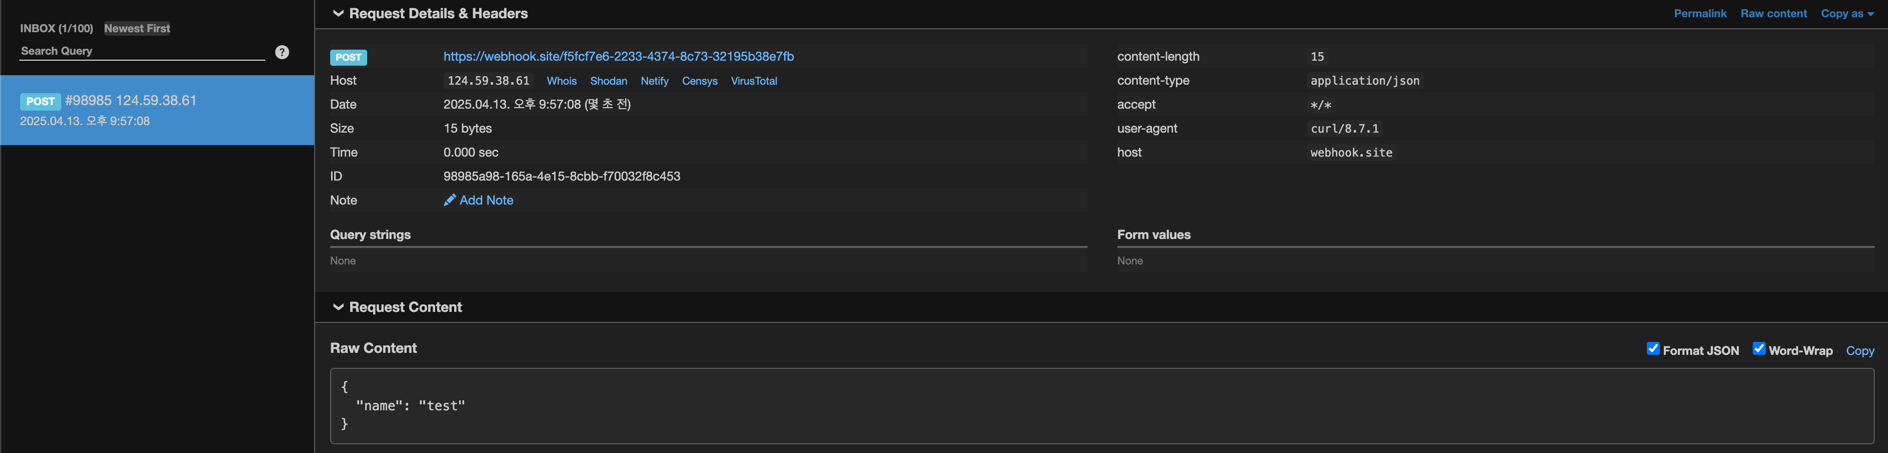 INBOX (1/100) Newest First
Search Query ?
POST #98985 124.59.38.61
2025.04.13. 오후 9:57:08
Request Details & Headers
Permalink Raw content Copy as
POST https://webhook.site/f5fcf7e6-2233-4374-8c73-32195b38e7fb
Host 124.59.38.61 Whois Shodan Netify Censys VirusTotal
Date 2025.04.13. 오후 9:57:08 (몇 초 전)
Size 15 bytes
Time 0.000 sec
ID 98985a98-165a-4e15-8cbb-f70032f8c453
Note Add Note
content-length 15
content-type application/json
accept */*
user-agent curl/8.7.1
host webhook.site
Query strings
None
Form values
None
Request Content
Raw Content
Format JSON Word-Wrap Copy
{
"name": "test"
}